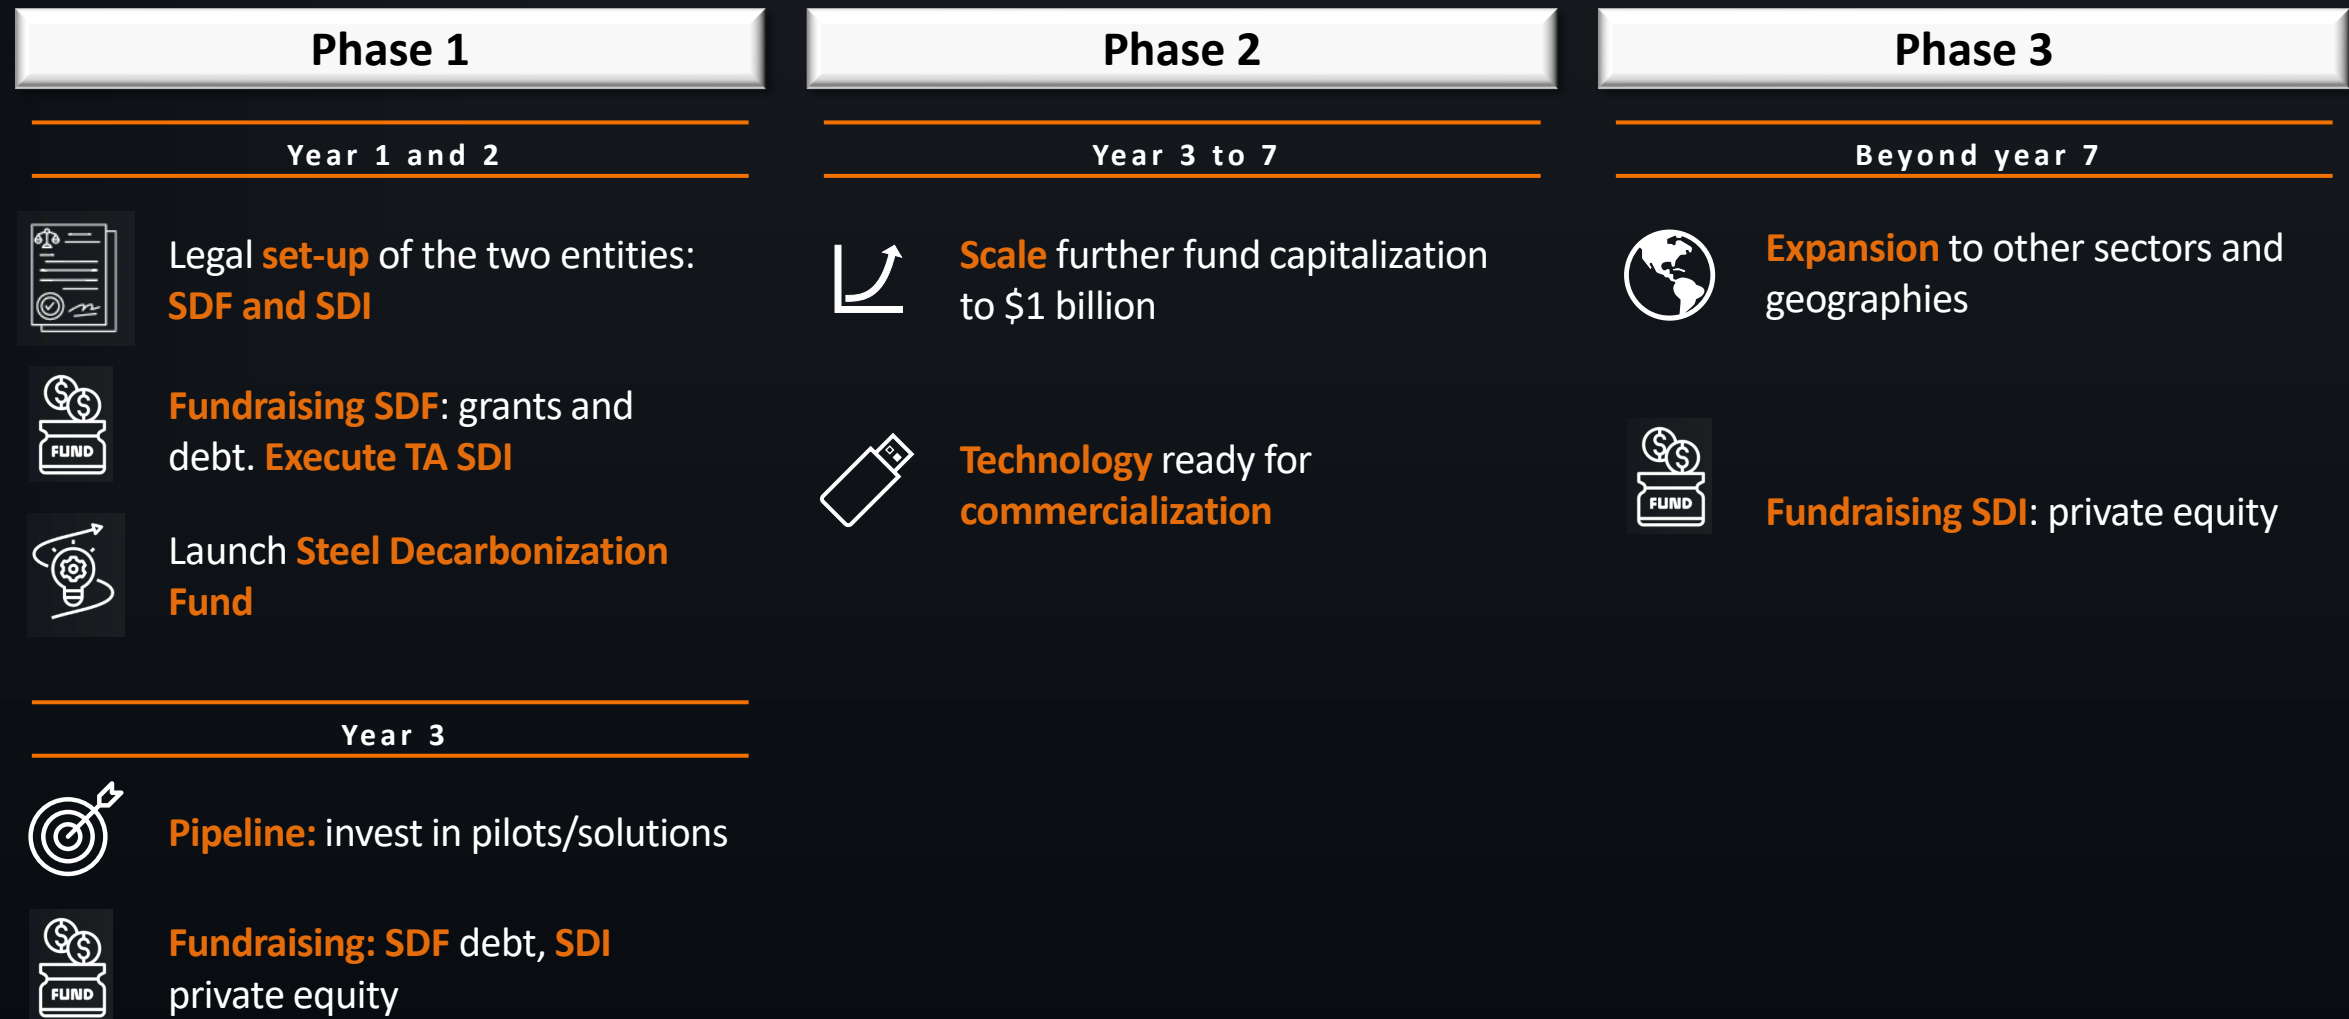 Phase 1
Year 1 and 2
Legal set-up of the two entities:
SDF and SDI
FUND
Fundraising SDF: grants and
debt. Execute TA SDI
Launch Steel Decarbonization
Fund
Year 3
Pipeline: invest in pilots/solutions
FUND
Fundraising: SDF debt, SDI
private equity
Phase 2
Year 3 to 7
Scale further fund capitalization
to $1 billion
Technology ready for
commercialization
Phase 3
Beyond year 7
Expansion to other sectors and
geographies
FUND
Fundraising SDI: private equity